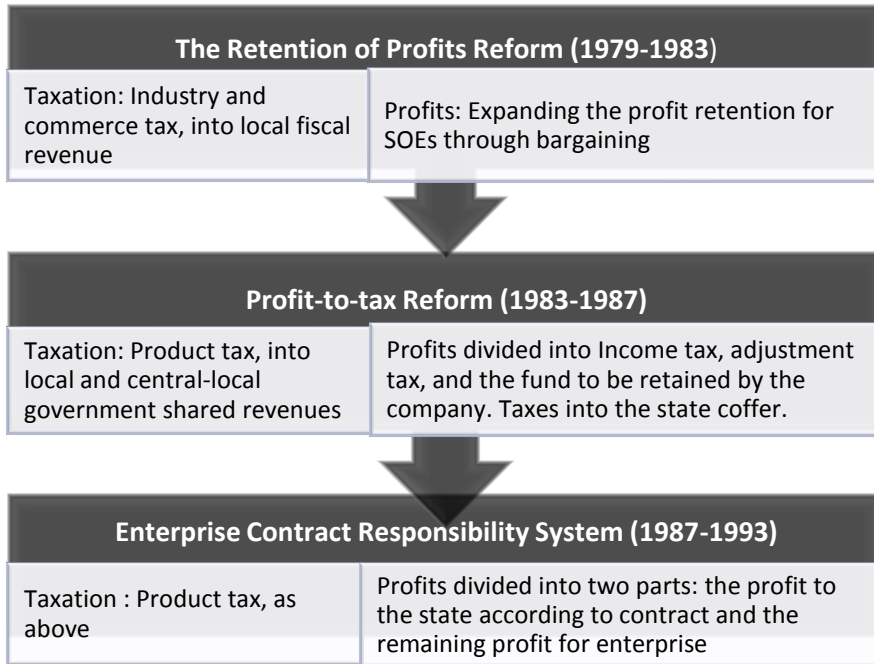 The Retention of Profits Reform (1979-1983)
Taxation: Industry and
commerce tax, into local fiscal
revenue
Profits: Expanding the profit retention for
SOEs through bargaining
Profit-to-tax Reform (1983-1987)
Taxation: Product tax, into
local and central-local
government shared revenues
Profits divided into Income tax, adjustment
tax, and the fund to be retained by the
company. Taxes into the state coffer.
Enterprise Contract Responsibility System (1987-1993)
Taxation : Product tax, as
above
Profits divided into two parts: the profit to
the state according to contract and the
remaining profit for enterprise